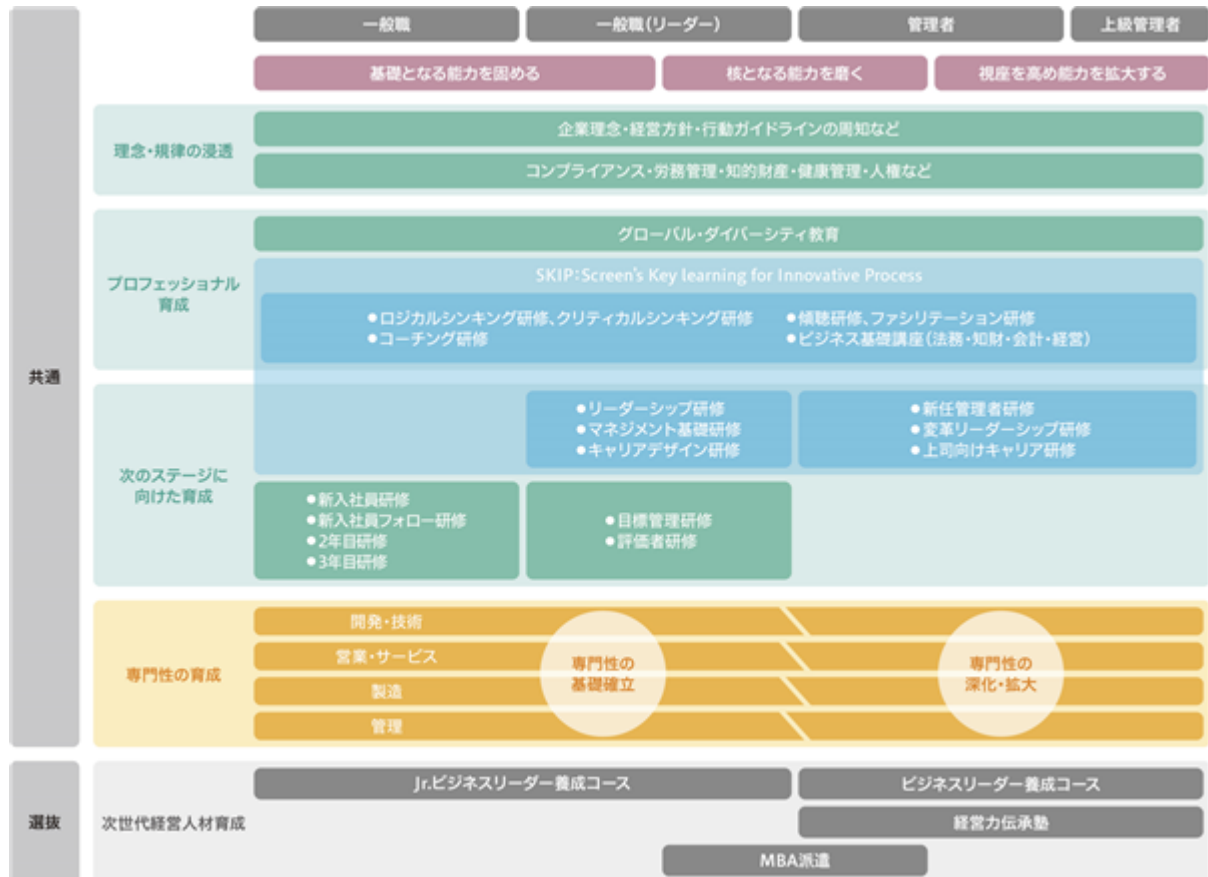 一般職
一般職(リーダー)
管理者
上級管理者
基礎となる能力を固める
核となる能力を磨く
視座を高め能力を拡大する
共通
理念・規律の浸透
企業理念・経営方針・行動ガイドラインの周知など
コンプライアンス・労務管理・知的財産・健康管理・人権など
プロフェッショナル
育成
グローバル・ダイバーシティ教育
SKIP:Screen's Key learning for Innovative Process
●ロジカルシンキング研修、クリティカルシンキング研修
●コーチング研修
●傾聴研修、ファシリテーション研修
●ビジネス基礎講座(法務・知財・会計・経営)
次のステージに
向けた育成
●リーダーシップ研修
●マネジメント基礎研修
●キャリアデザイン研修
●新任管理者研修
●変革リーダーシップ研修
●上司向けキャリア研修
●新入社員研修
●新入社員フォロー研修
●2年目研修
●3年目研修
●目標管理研修
●評価者研修
専門性の育成
開発・技術
営業・サービス
製造
管理
専門性の
基礎確立
専門性の
深化・拡大
選抜
次世代経営人材育成
Jr.ビジネスリーダー養成コース
ビジネスリーダー養成コース
経営力伝承塾
MBA派遣